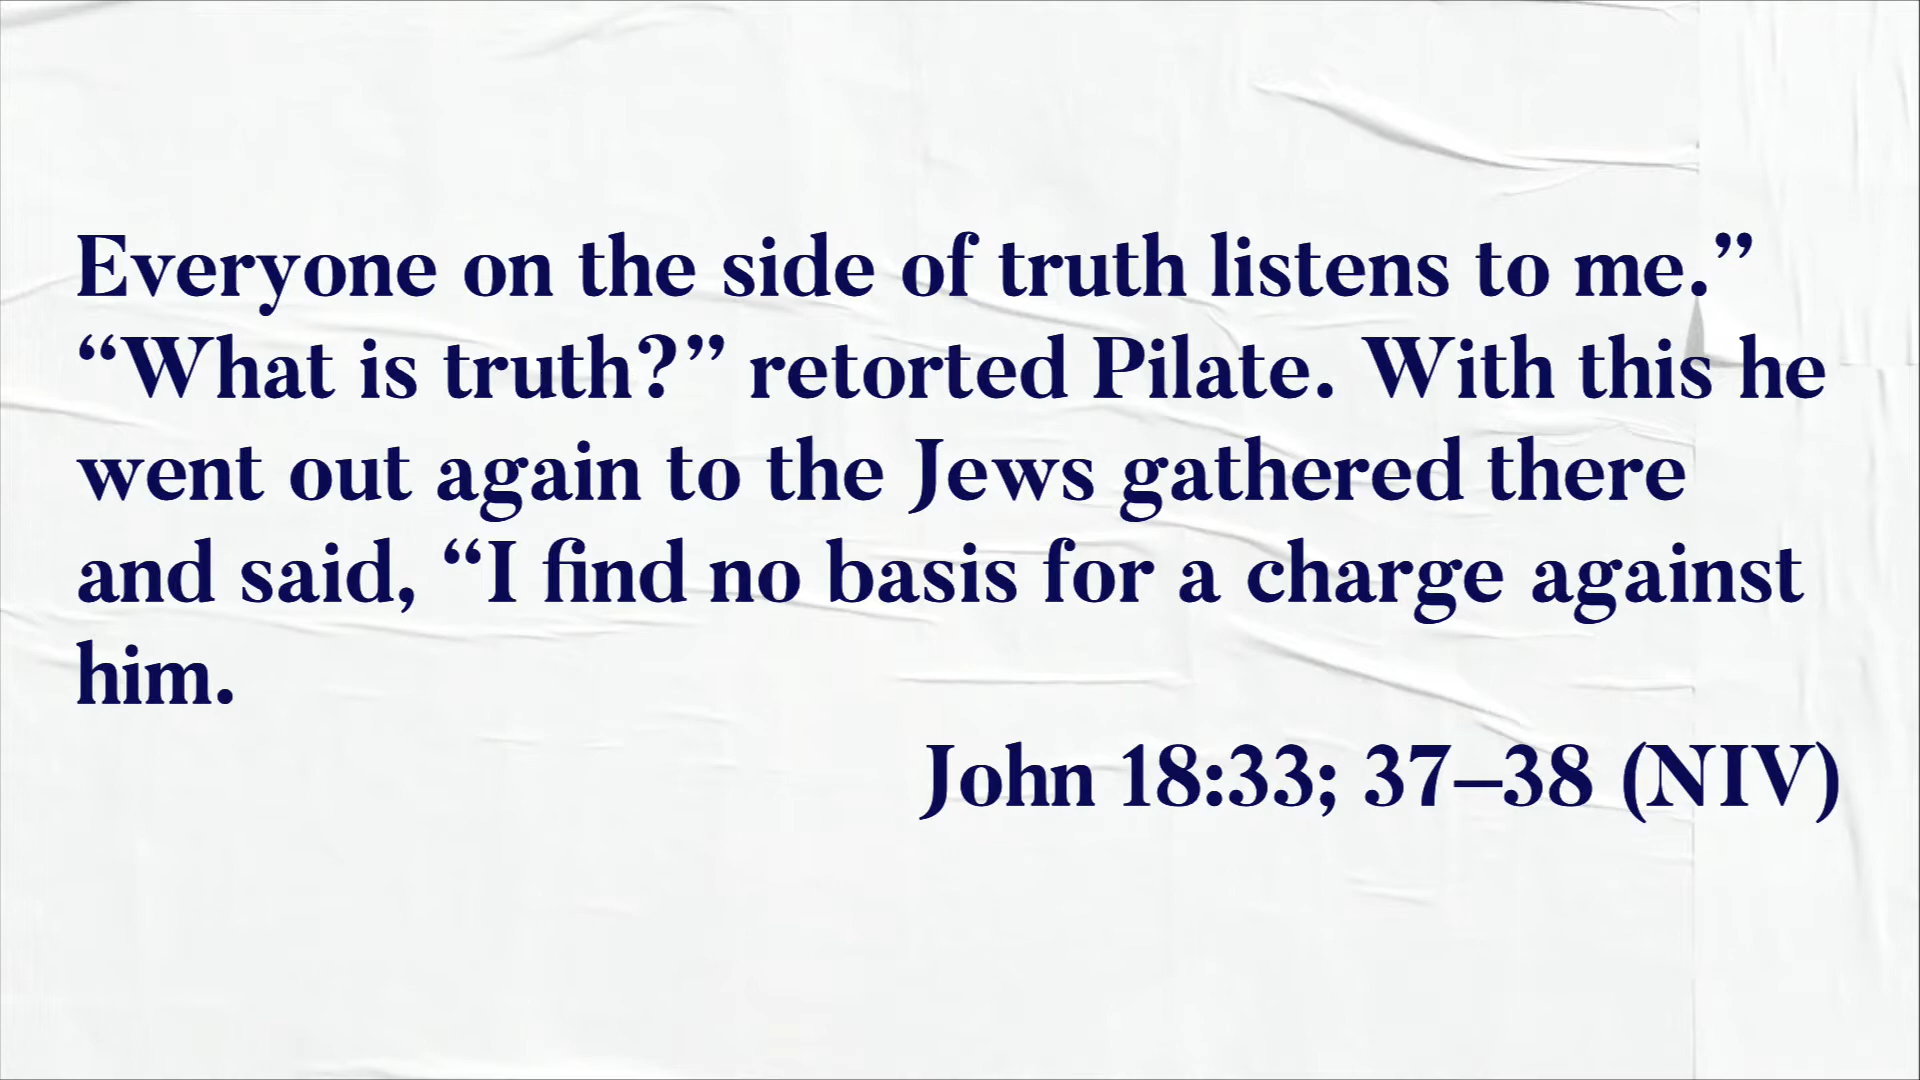 Everyone on the side of truth listens to me.”
“What is truth?” retorted Pilate. With this he
went out again to the Jews gathered there
and said, “I find no basis for a charge against
him.
John 18:33; 37–38 (NIV)